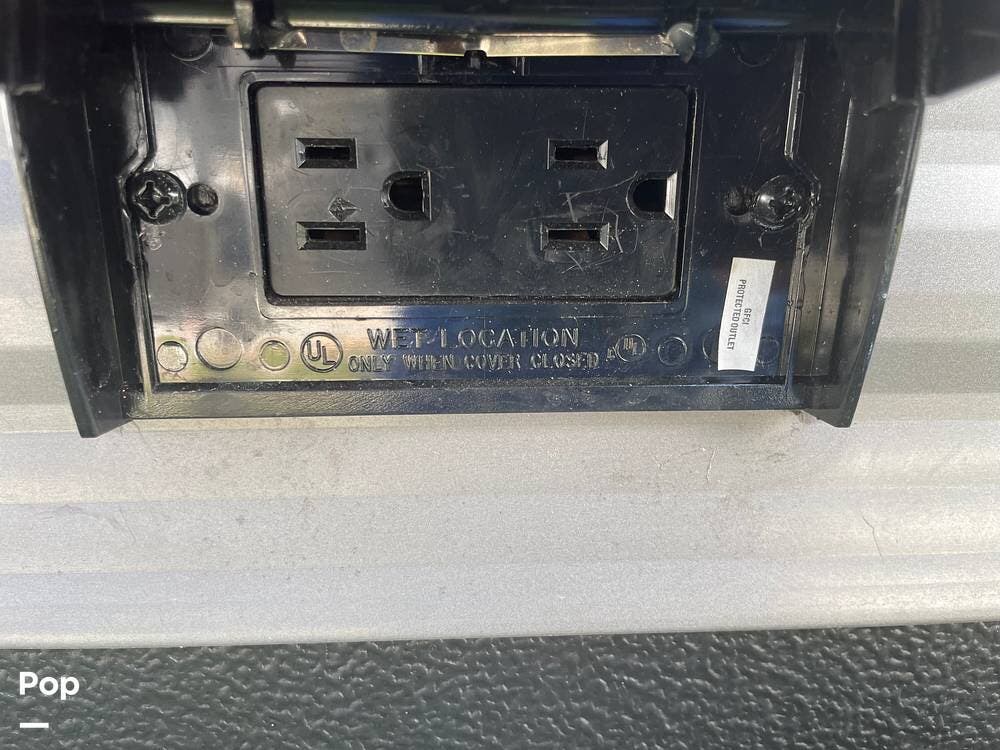 GFCI
PROTECTED OUTLET
WET LOCATION
UL ONLY WHEN COVER CLOSED UL
Pop